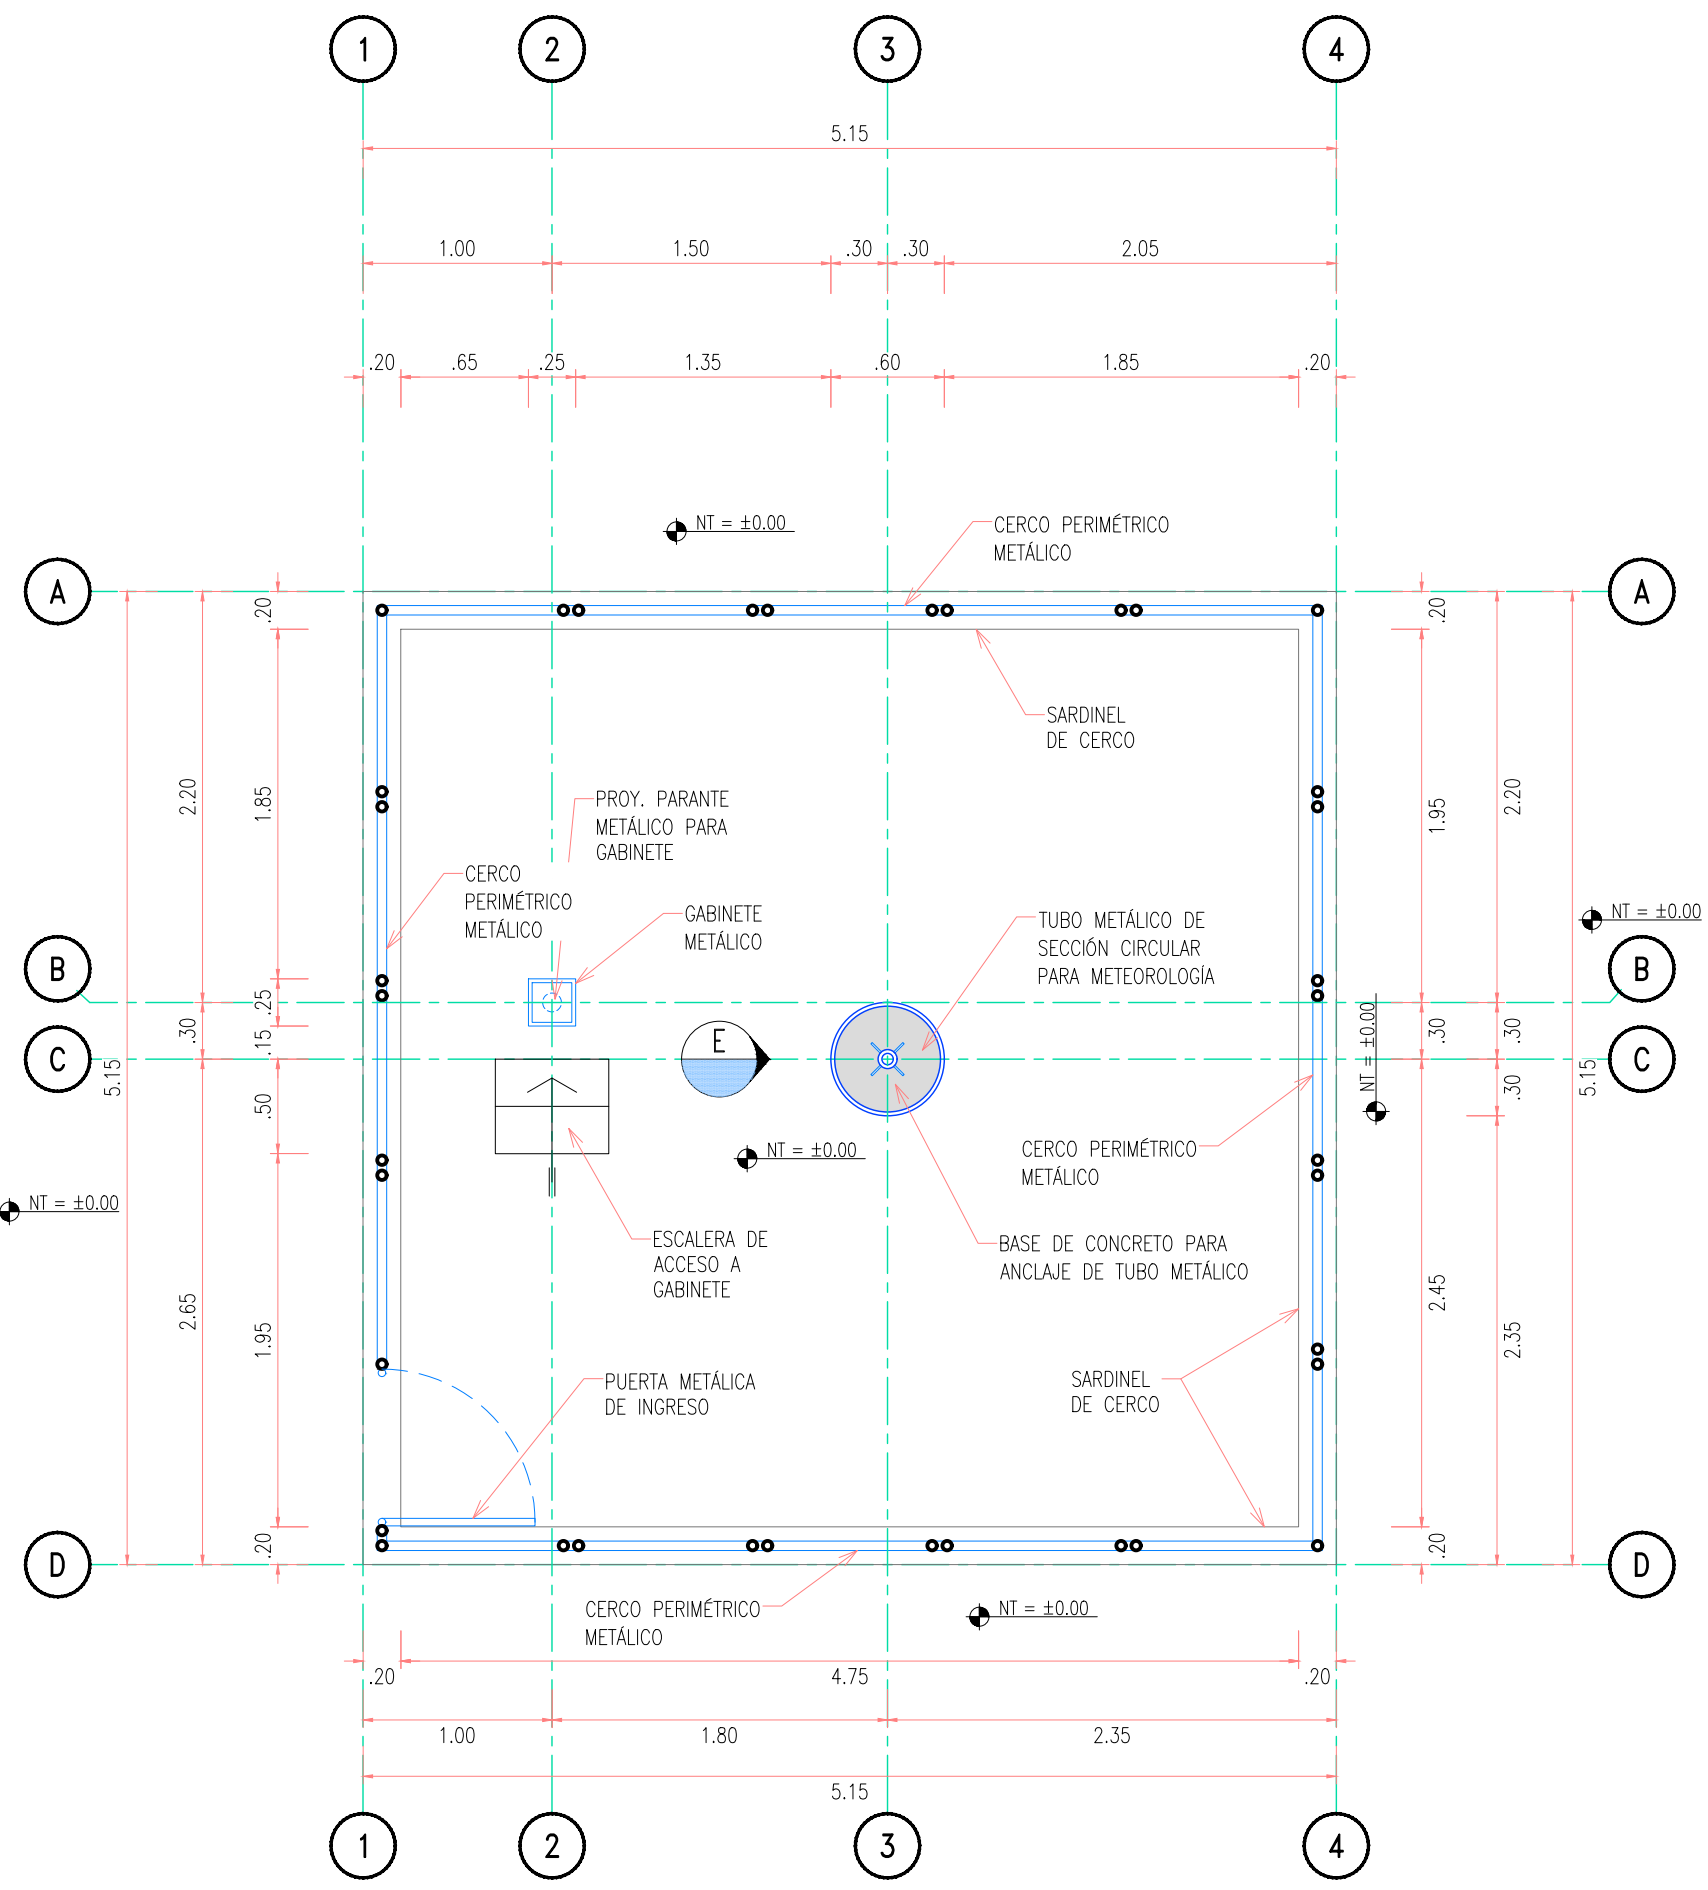 1
2
3
4
5.15
1.00
1.50
.30
.30
2.05
.20
.65
.25
1.35
.60
1.85
.20
NT = ±0.00
CERCO PERIMÉTRICO
METÁLICO
A
A
.20
.20
SARDINEL
DE CERCO
2.20
1.85
1.95
2.20
PROY. PARANTE
METÁLICO PARA
GABINETE
CERCO
PERIMÉTRICO
METÁLICO
GABINETE
METÁLICO
TUBO METÁLICO DE
SECCIÓN CIRCULAR
PARA METEOROLOGÍA
NT = ±0.00
B
B
.25
.30
.15
.30
.30
NT = ±0.00
E
C
C
5.15
.50
.30
5.15
NT = ±0.00
CERCO PERIMÉTRICO
METÁLICO
NT = ±0.00
ESCALERA DE
ACCESO A
GABINETE
BASE DE CONCRETO PARA
ANCLAJE DE TUBO METÁLICO
2.65
1.95
2.45
2.35
PUERTA METÁLICA
DE INGRESO
SARDINEL
DE CERCO
.20
.20
D
D
CERCO PERIMÉTRICO
METÁLICO
NT = ±0.00
.20
4.75
.20
1.00
1.80
2.35
5.15
1
2
3
4